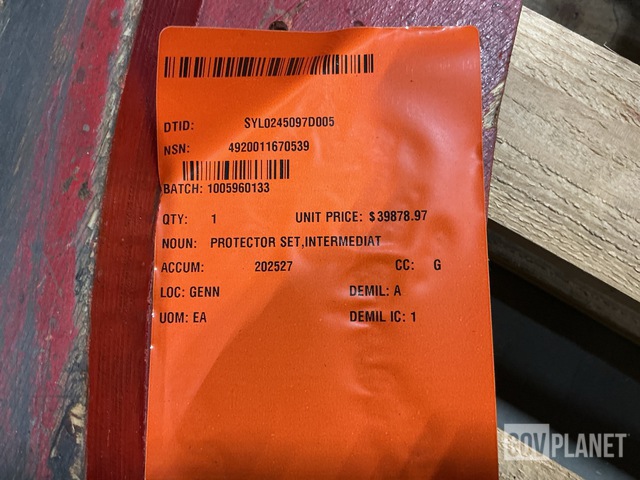 DTID: SYL0245097D005
NSN: 4920011670539
BATCH: 1005960133
QTY: 1 UNIT PRICE: $39878.97
NOUN: PROTECTOR SET,INTERMEDIAT
ACCUM: 202527 CC: G
LOC: GENN DEMIL: A
UOM: EA DEMIL IC: 1
GOVPLANET